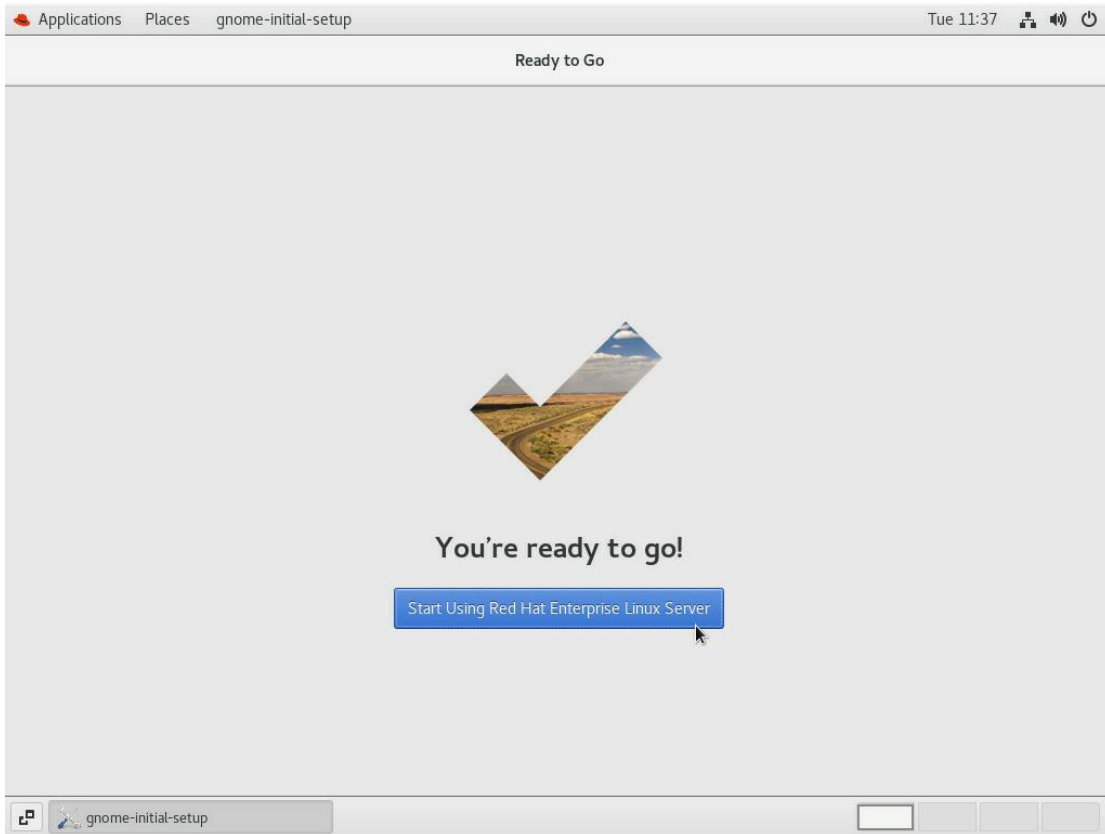 Applications Places gnome-initial-setup Tue 11:37
Ready to Go
You're ready to go!
Start Using Red Hat Enterprise Linux Server
gnome-initial-setup